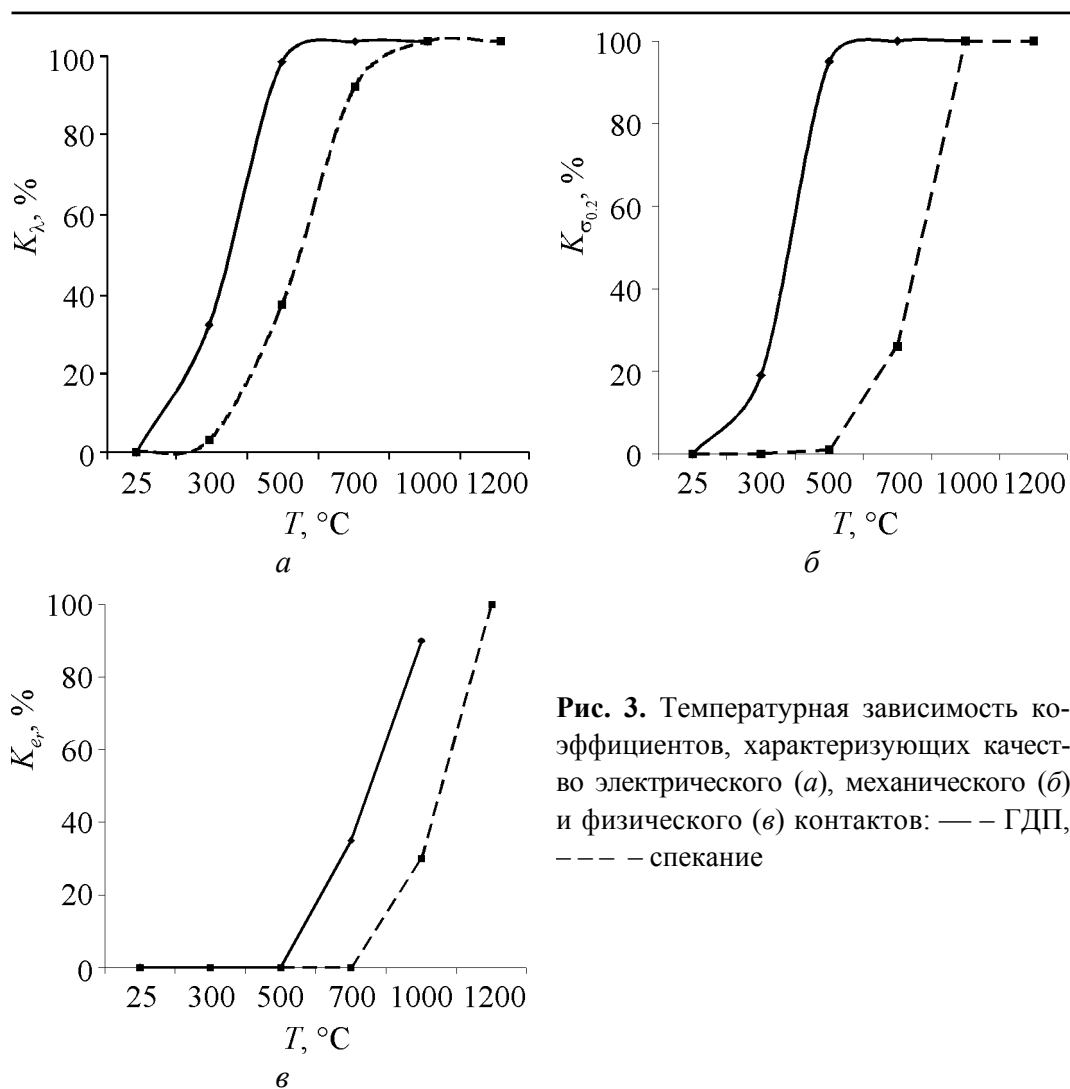 100
80
60
40
20
0
K_λ, %
25 300 500 700 1000 1200
T, °C
а
100
80
60
40
20
0
K_σ0.2, %
25 300 500 700 1000 1200
T, °C
б
100
80
60
40
20
0
K_er, %
25 300 500 700 1000 1200
T, °C
в
Рис. 3. Температурная зависимость ко-
эффициентов, характеризующих качест-
во электрического (а), механического (б)
и физического (в) контактов: — – ГДП,
– – – – спекание